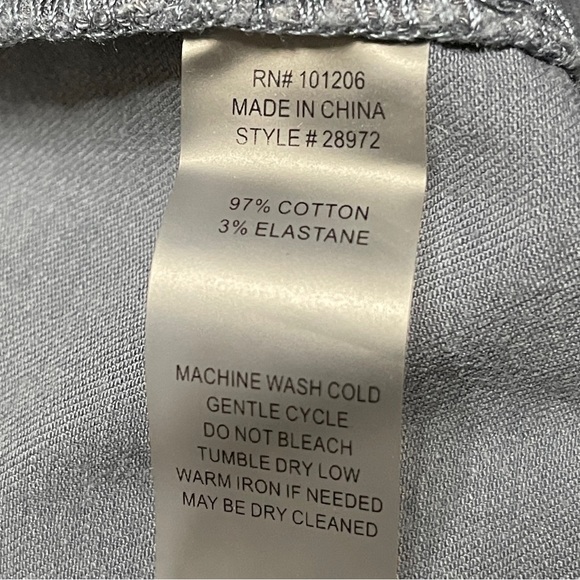 RN# 101206
MADE IN CHINA
STYLE # 28972
97% COTTON
3% ELASTANE
MACHINE WASH COLD
GENTLE CYCLE
DO NOT BLEACH
TUMBLE DRY LOW
WARM IRON IF NEEDED
MAY BE DRY CLEANED